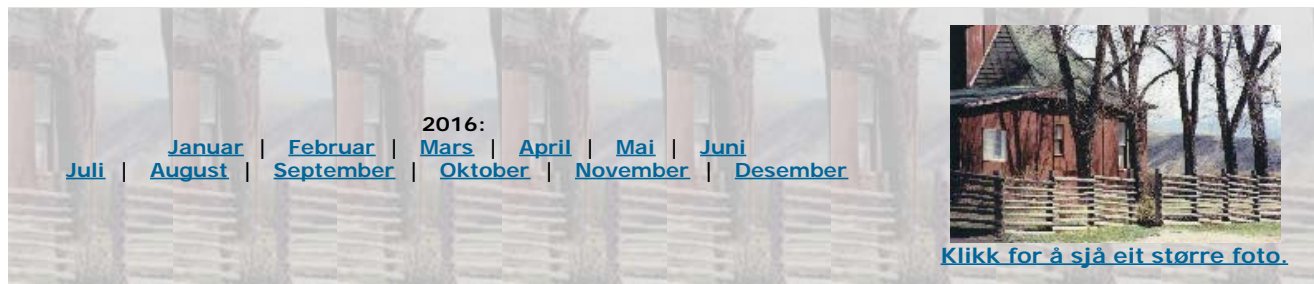 2016:
Januar | Februar | Mars | April | Mai | Juni
Juli | August | September | Oktober | November | Desember
Klikk for å sjå eit større foto.